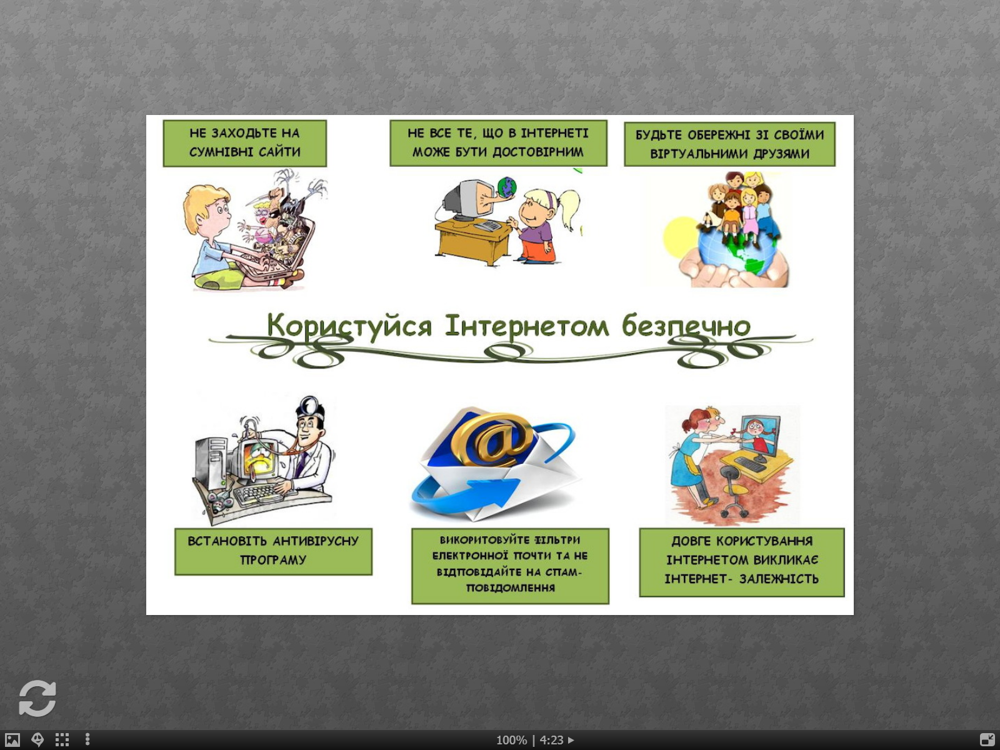 НЕ ЗАХОДЬТЕ НА
СУМНІВНІ САЙТИ
НЕ ВСЕ ТЕ, ЩО В ІНТЕРНЕТІ
МОЖЕ БУТИ ДОСТОВІРНИМ
БУДЬТЕ ОБЕРЕЖНІ ЗІ СВОЇМИ
ВІРТУАЛЬНИМИ ДРУЗЯМИ
Користуйся Інтернетом безпечно
ВСТАНОВІТЬ АНТИВІРУСНУ
ПРОГРАМУ
ВИКОРИТОВУЙТЕ ФІЛЬТРИ
ЕЛЕКТРОННОЇ ПОЧТИ ТА НЕ
ВІДПОВІДАЙТЕ НА СПАМ-
ПОВІДОМЛЕННЯ
ДОВГЕ КОРИСТУВАННЯ
ІНТЕРНЕТОМ ВИКЛИКАЄ
ІНТЕРНЕТ- ЗАЛЕЖНІСТЬ
100% | 4:23